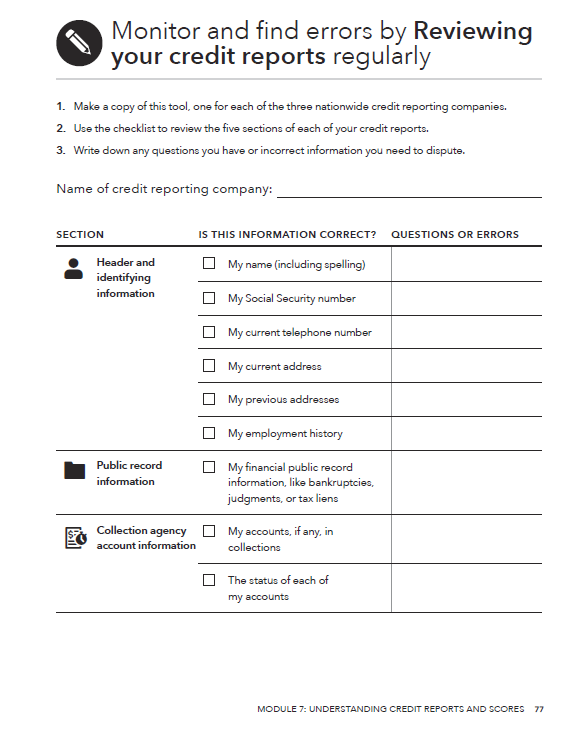 Monitor and find errors by Reviewing
your credit reports regularly
1. Make a copy of this tool, one for each of the three nationwide credit reporting companies.
2. Use the checklist to review the five sections of each of your credit reports.
3. Write down any questions you have or incorrect information you need to dispute.
Name of credit reporting company:
SECTION IS THIS INFORMATION CORRECT? QUESTIONS OR ERRORS
Header and
identifying
information
My name (including spelling)
My Social Security number
My current telephone number
My current address
My previous addresses
My employment history
Public record
information
My financial public record
information, like bankruptcies,
judgments, or tax liens
Collection agency
account information
My accounts, if any, in
collections
The status of each of
my accounts
MODULE 7: UNDERSTANDING CREDIT REPORTS AND SCORES 77